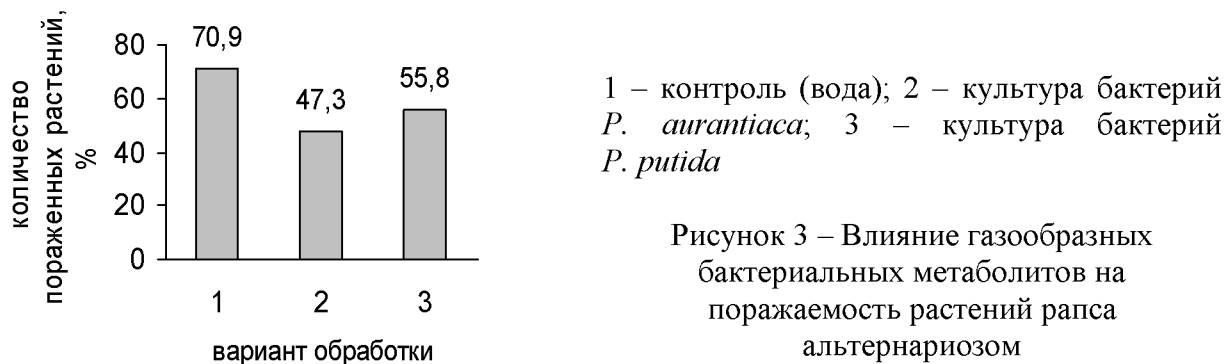 количество
пораженных растений,
%
80
60
40
20
0
70,9
47,3
55,8
1 2 3
вариант обработки
1 – контроль (вода); 2 – культура бактерий
P. aurantiaca; 3 – культура бактерий
P. putida
Рисунок 3 – Влияние газообразных
бактериальных метаболитов на
поражаемость растений рапса
альтернариозом